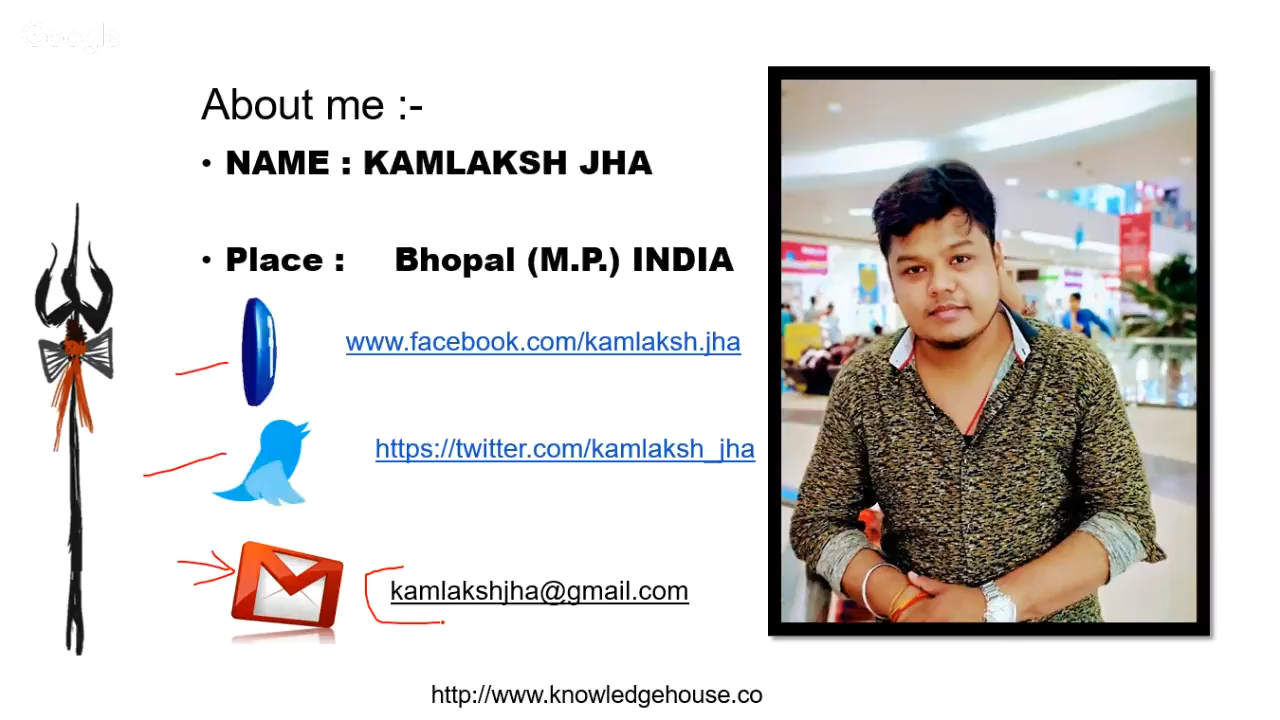 Google
About me :-
• NAME : KAMLAKSH JHA
• Place : Bhopal (M.P.) INDIA
www.facebook.com/kamlaksh.jha
https://twitter.com/kamlaksh_jha
kamlakshjha@gmail.com
http://www.knowledgehouse.co